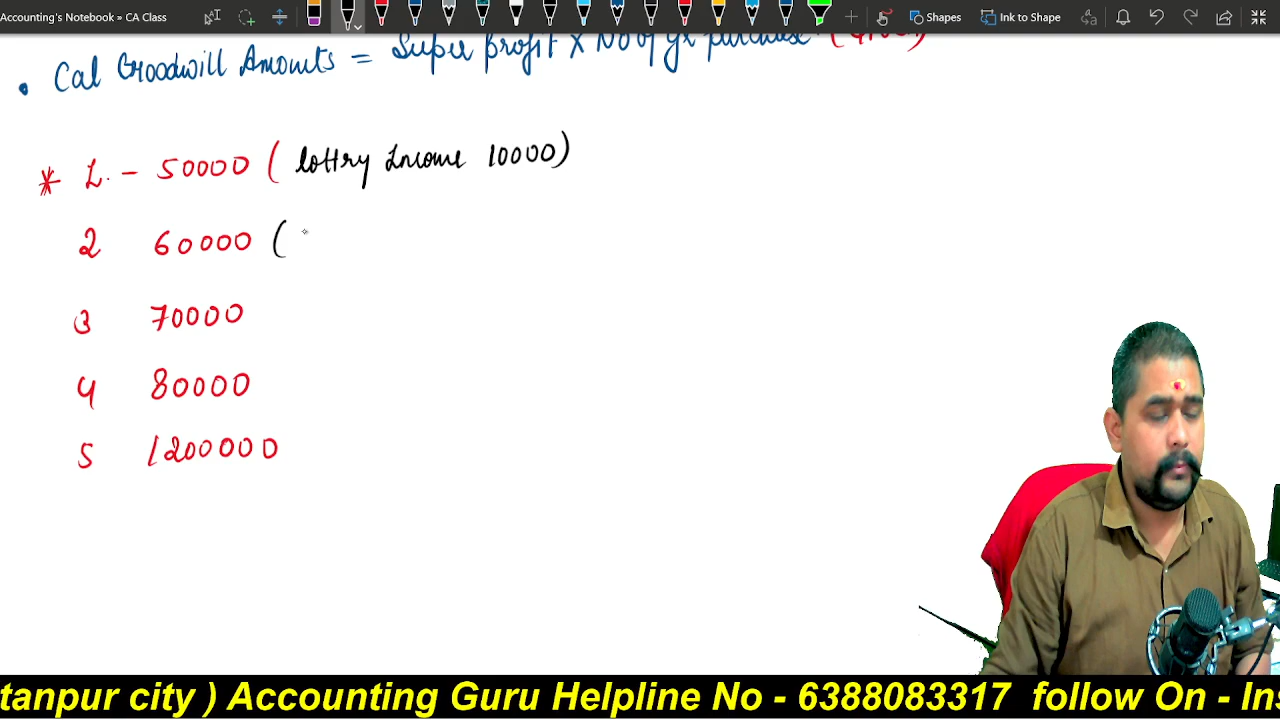 Accounting's Notebook » CA Class
Shapes
Ink to Shape
• Cal Goodwill Amounts = Super profit X No of yr purchase
* 1. - 50000 ( lottry Income 10000)
2 60000 (
3 70000
4 80000
5 1200000
tanpur city ) Accounting Guru Helpline No - 6388083317 follow On - Ins